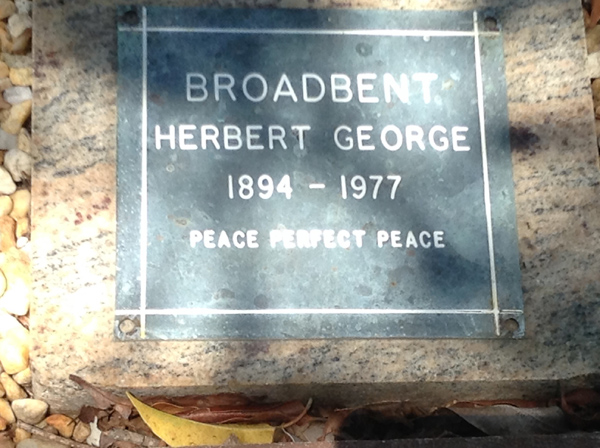 BROADBENT
HERBERT GEORGE
1894 - 1977
PEACE PERFECT PEACE